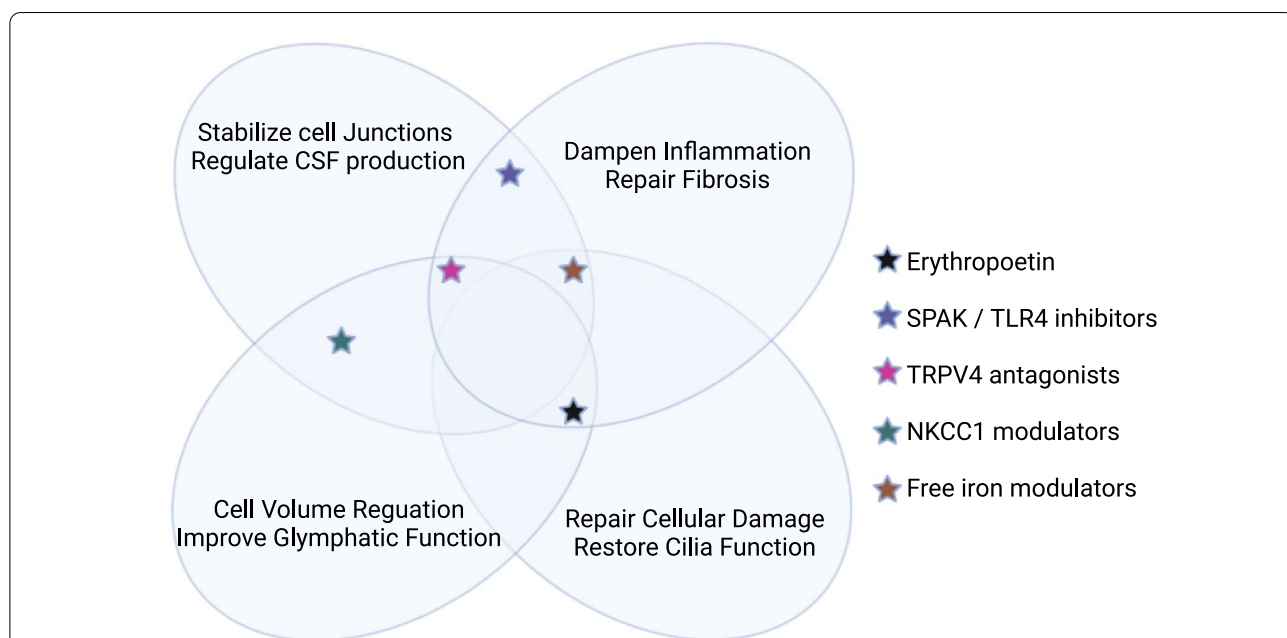 Stabilize cell Junctions
Regulate CSF production
Dampen Inflammation
Repair Fibrosis
Cell Volume Reguation
Improve Glymphatic Function
Repair Cellular Damage
Restore Cilia Function
Erythropoetin
SPAK / TLR4 inhibitors
TRPV4 antagonists
NKCC1 modulators
Free iron modulators